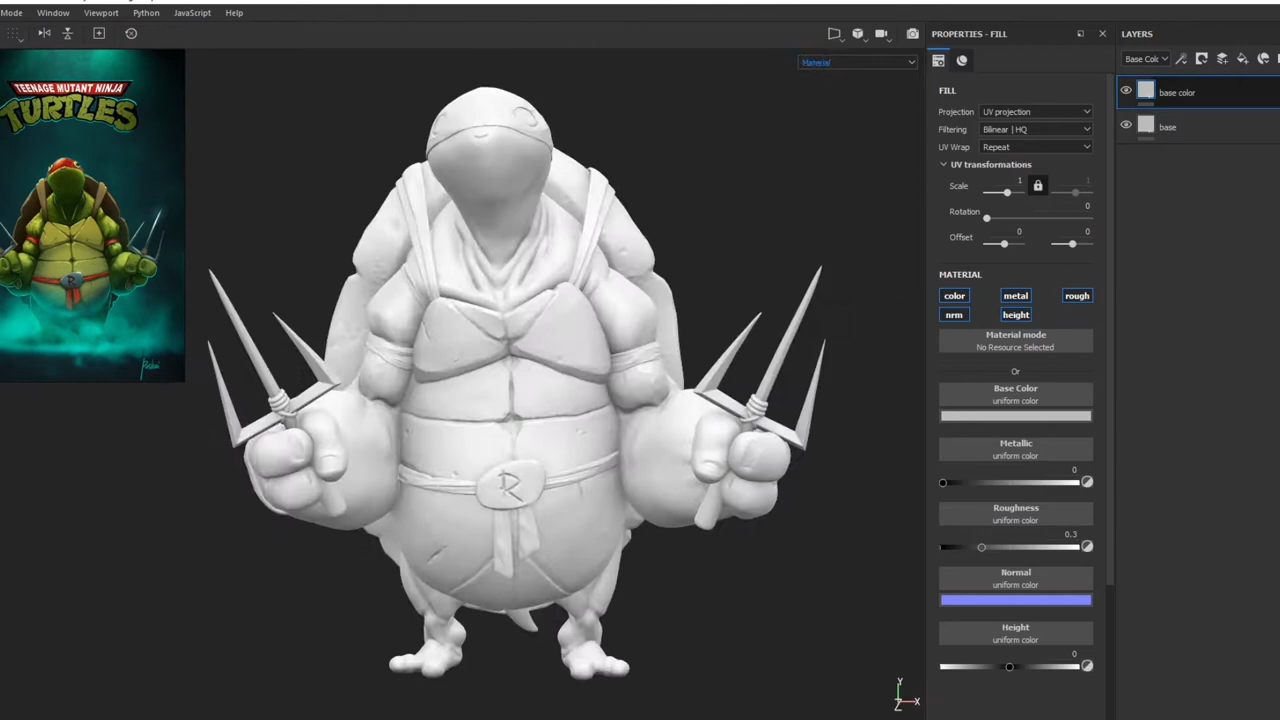 Mode Window Viewport Python JavaScript Help
PROPERTIES - FILL
LAYERS
Material
Base Colc
TEENAGE MUTANT NINJA
TURTLES
FILL
base color
Projection UV projection
Filtering Bilinear | HQ
base
UV Wrap Repeat
UV transformations
Scale 1 1
Rotation 0
Offset 0 0
MATERIAL
color metal rough
nrm height
Material mode
No Resource Selected
Or
Base Color
uniform color
Metallic
uniform color
0
R
Roughness
uniform color
0.3
Normal
uniform color
Height
uniform color
0
Y
X
Z